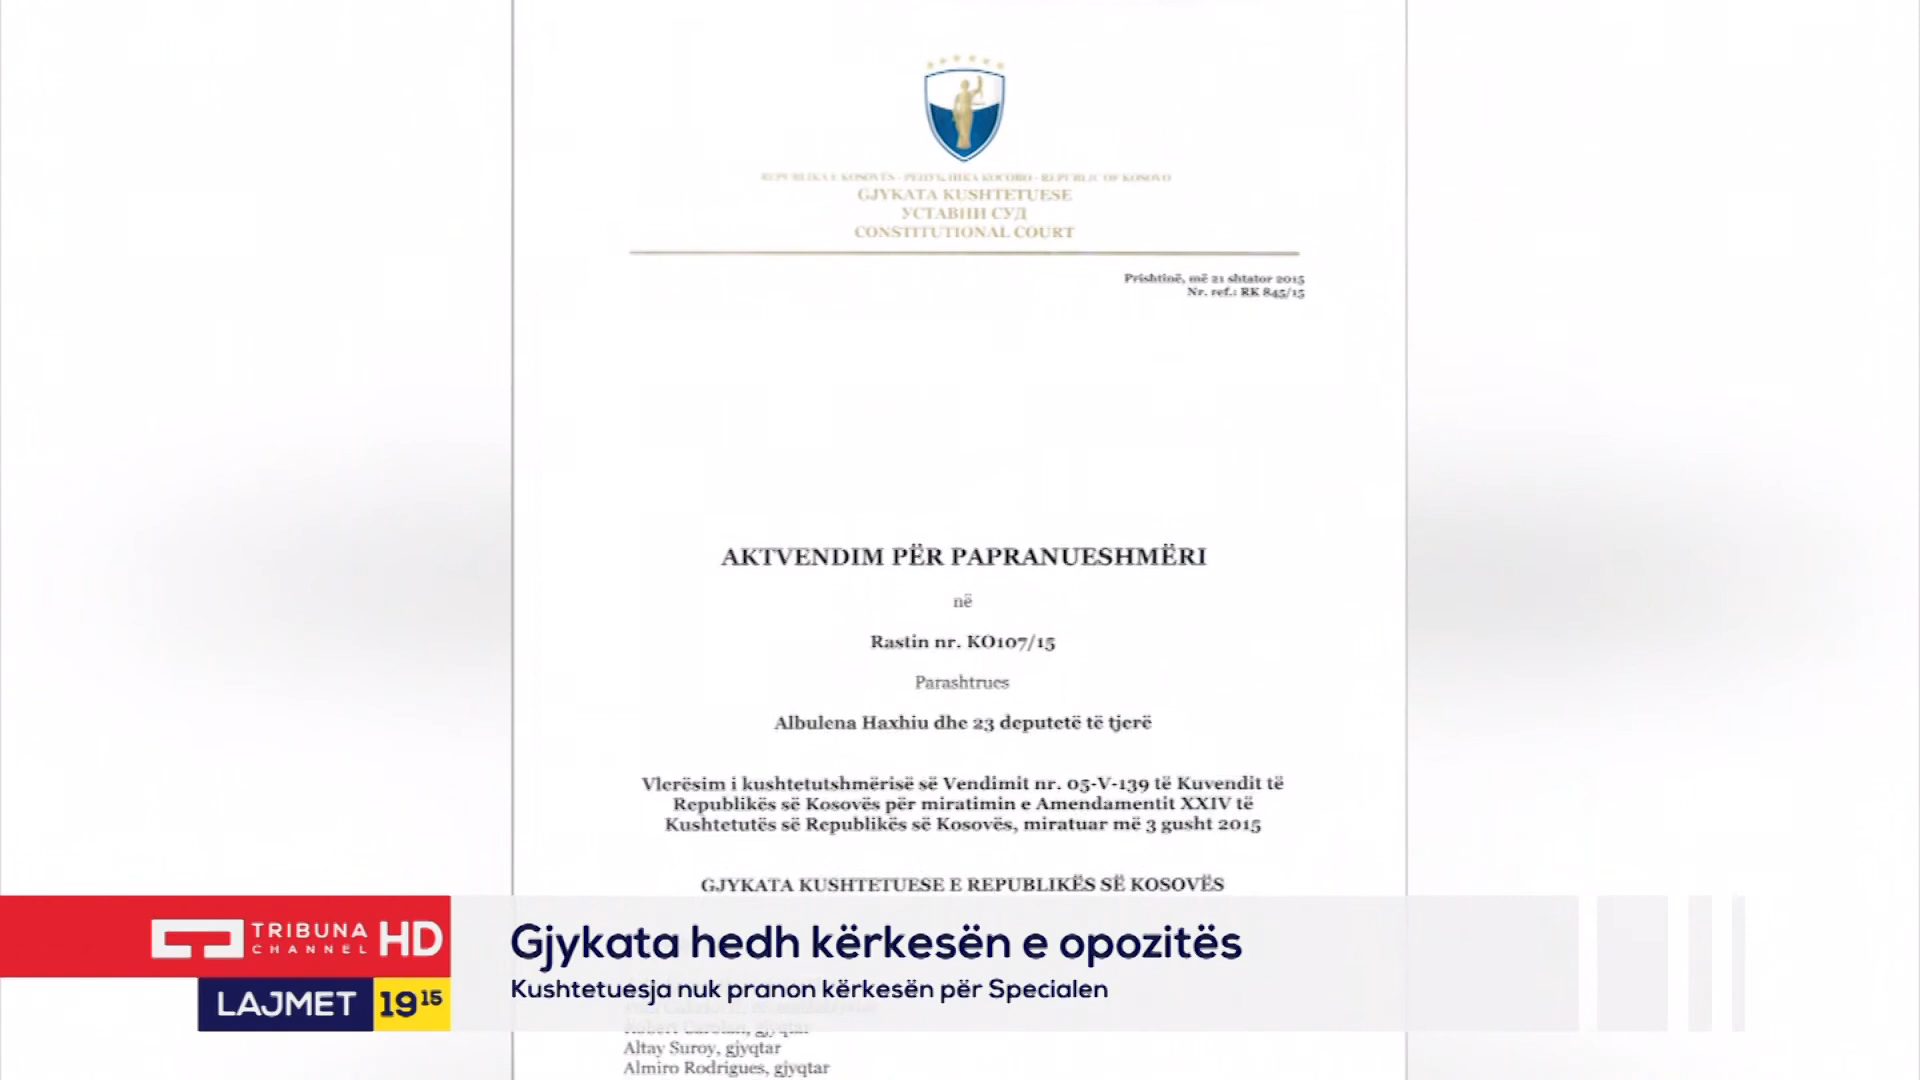 REPUBLIKA E KOSOVËS - РЕПУБЛИКА КОСОВО - REPUBLIC OF KOSOVO
GJYKATA KUSHTETUESE
УСТАВНИ СУД
CONSTITUTIONAL COURT
Prishtinë, më 21 shtator 2015
Nr. ref.: RK 845/15
AKTVENDIM PËR PAPRANUESHMËRI
në
Rastin nr. KO107/15
Parashtrues
Albulena Haxhiu dhe 23 deputetë të tjerë
Vlerësim i kushtetutshmërisë së Vendimit nr. 05-V-139 të Kuvendit të
Republikës së Kosovës për miratimin e Amendamentit XXIV të
Kushtetutës së Republikës së Kosovës, miratuar më 3 gusht 2015
GJYKATA KUSHTETUESE E REPUBLIKËS SË KOSOVËS
TRIBUNA
CHANNEL
HD
LAJMET 19 15
Gjykata hedh kërkesën e opozitës
Kushtetuesja nuk pranon kërkesën për Specialen
Robert Carolan, gjyqtar
Altay Suroy, gjyqtar
Almiro Rodrigues, gjyqtar